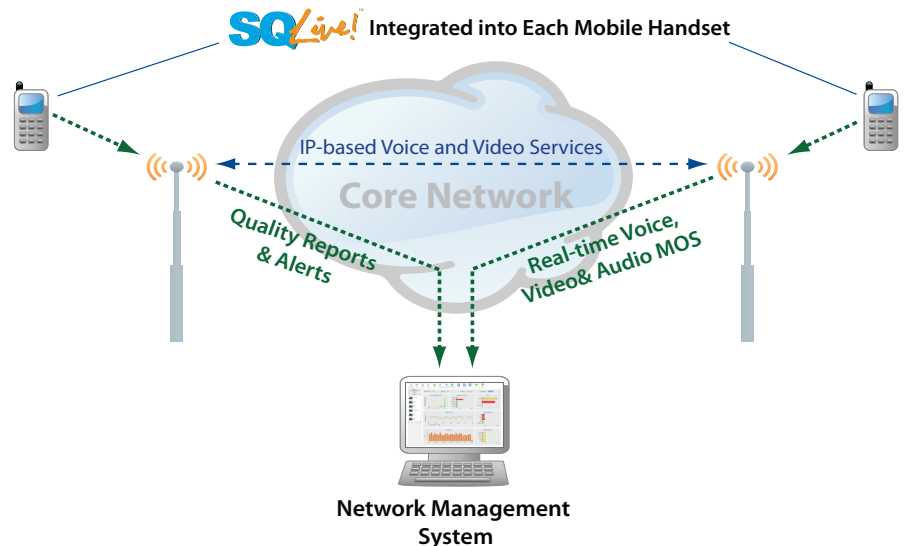 SQLive!™ Integrated into Each Mobile Handset
IP-based Voice and Video Services
Core Network
Quality Reports
& Alerts
Real-time Voice,
Video& Audio MOS
Network Management
System